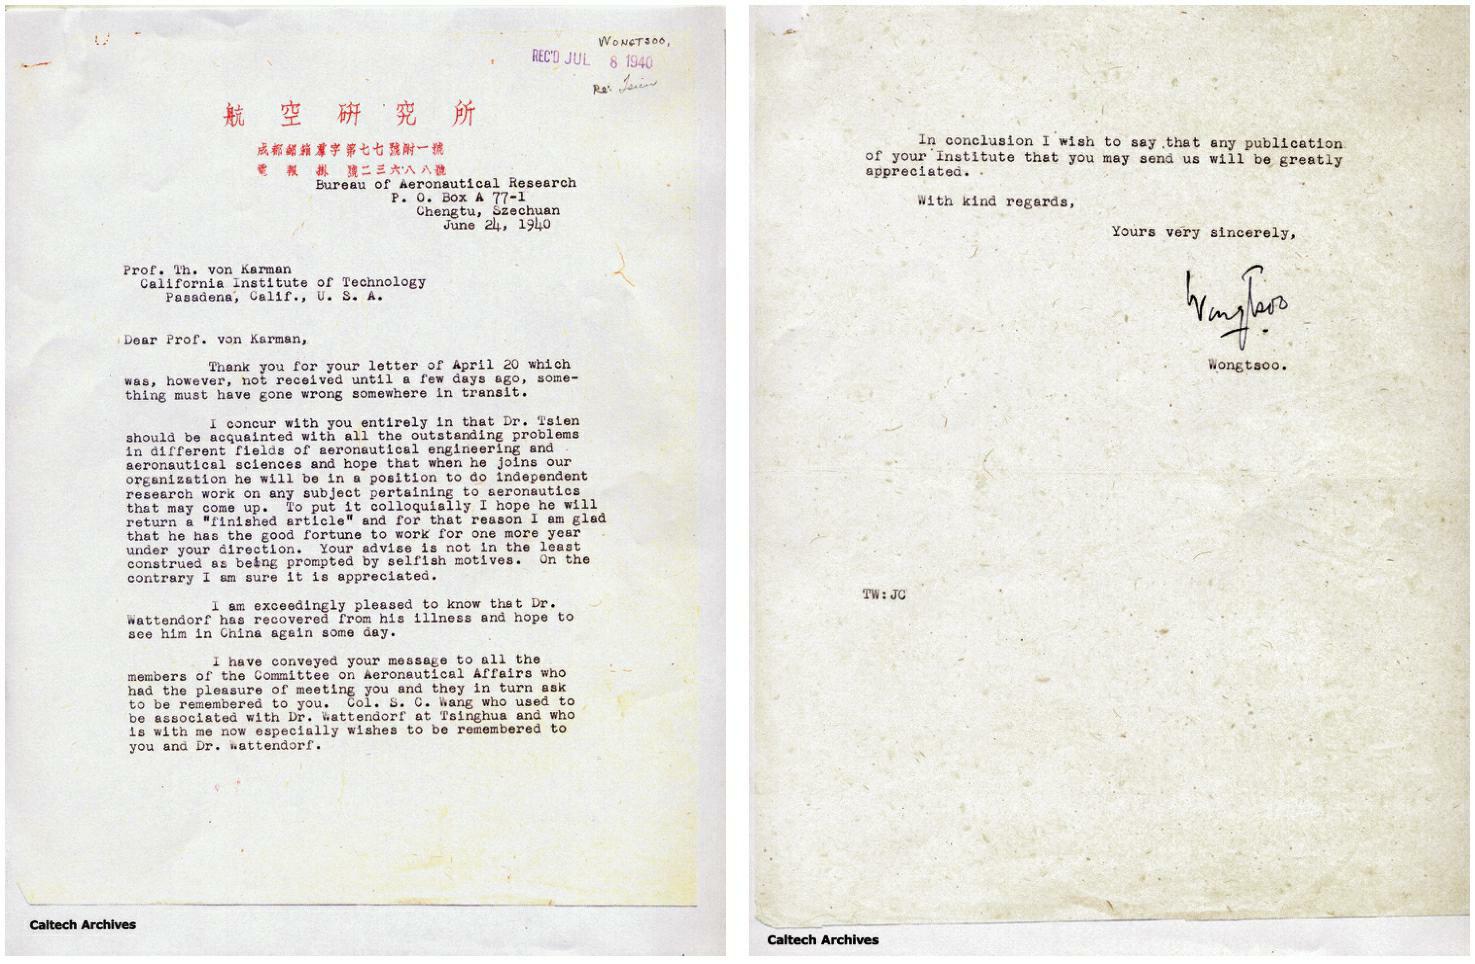 WONGTSOO,
REC'D JUL 8 1940
Re: Tsien
航空研究所
成都郵箱羣字第七七號附一號
電報掛號二三六八八號
Bureau of Aeronautical Research
P. O. Box A 77-1
Chengtu, Szechuan
June 24, 1940
Prof. Th. von Karman
California Institute of Technology
Pasadena, Calif., U. S. A.
Dear Prof. von Karman,
Thank you for your letter of April 20 which
was, however, not received until a few days ago, some-
thing must have gone wrong somewhere in transit.
I concur with you entirely in that Dr. Tsien
should be acquainted with all the outstanding problems
in different fields of aeronautical engineering and
aeronautical sciences and hope that when he joins our
organization he will be in a position to do independent
research work on any subject pertaining to aeronautics
that may come up. To put it colloquially I hope he will
return a "finished article" and for that reason I am glad
that he has the good fortune to work for one more year
under your direction. Your advise is not in the least
construed as being prompted by selfish motives. On the
contrary I am sure it is appreciated.
I am exceedingly pleased to know that Dr.
Wattendorf has recovered from his illness and hope to
see him in China again some day.
I have conveyed your message to all the
members of the Committee on Aeronautical Affairs who
had the pleasure of meeting you and they in turn ask
to be remembered to you. Col. S. C. Wang who used to
be associated with Dr. Wattendorf at Tsinghua and who
is with me now especially wishes to be remembered to
you and Dr. Wattendorf.
Caltech Archives
In conclusion I wish to say that any publication
of your Institute that you may send us will be greatly
appreciated.
With kind regards,
Yours very sincerely,
WongTsoo
Wongtsoo.
TW:JC
Caltech Archives